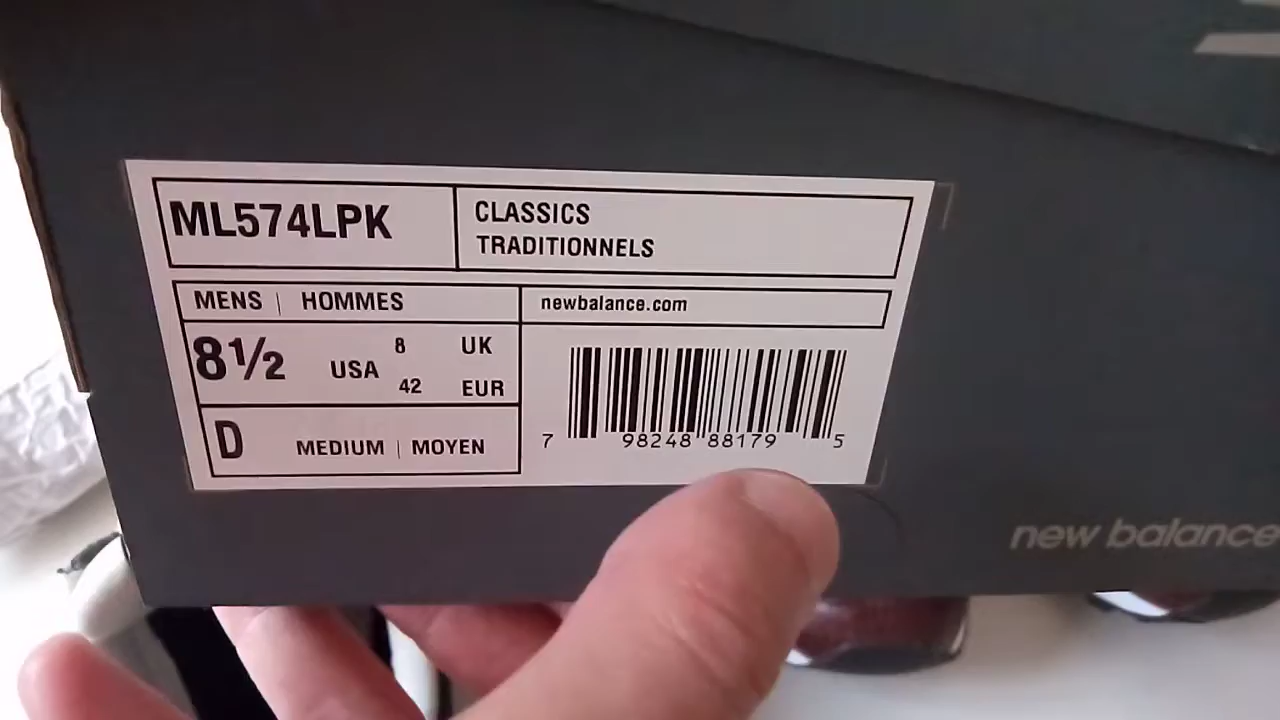 ML574LPK
CLASSICS
TRADITIONNELS
MENS | HOMMES
newbalance.com
8½ USA 8 UK
42 EUR
D MEDIUM | MOYEN
7 98248 88179 5
new balance